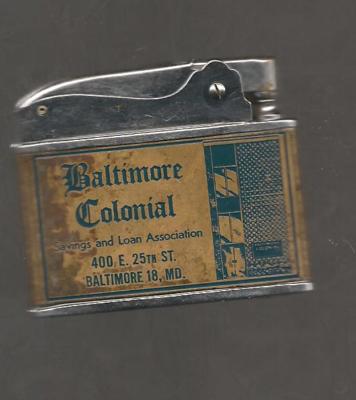 Baltimore
Colonial
Savings and Loan Association
400 E. 25TH ST.
BALTIMORE 18, MD.